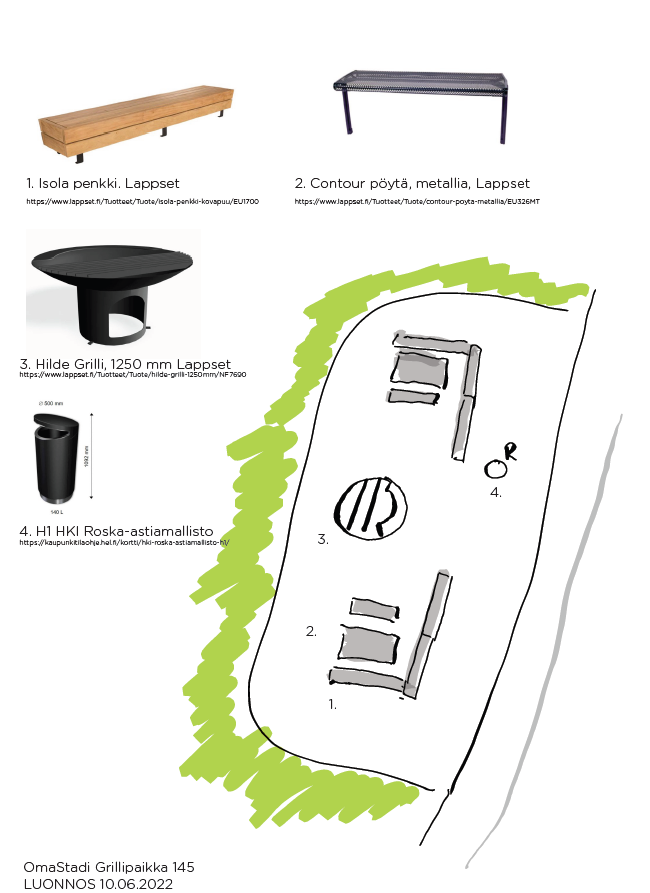 1. Isola penkki. Lappset
https://www.lappset.fi/Tuotteet/Tuote/isola-penkki-kovapuu/EU1700
2. Contour pöytä, metallia, Lappset
https://www.lappset.fi/Tuotteet/Tuote/contour-poyta-metallia/EU326MT
3. Hilde Grilli, 1250 mm Lappset
https://www.lappset.fi/Tuotteet/Tuote/hilde-grilli-1250mm/NF7690
∅ 500 mm
1092 mm
140 L
4. H1 HKI Roska-astiamallisto
https://kaupunkitilaohje.hel.fi/kortti/hki-roska-astiamallisto-h1/
R
4.
3.
2.
1.
OmaStadi Grillipaikka 145
LUONNOS 10.06.2022